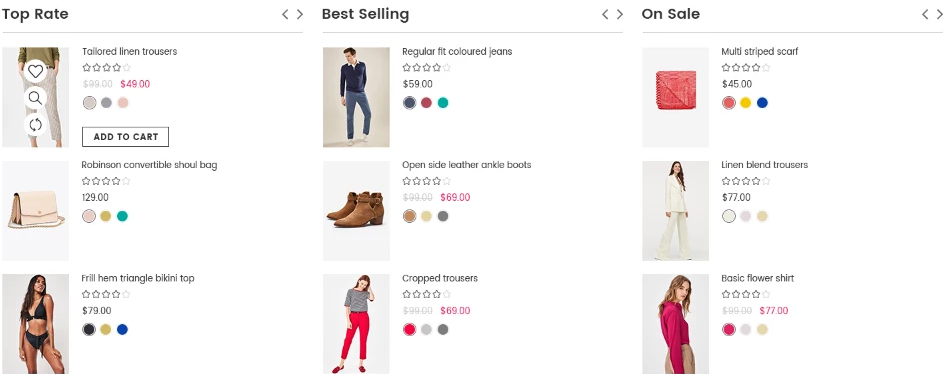 Top Rate
Tailored linen trousers
$99.00 $49.00
ADD TO CART
Robinson convertible shoul bag
129.00
Frill hem triangle bikini top
$79.00
Best Selling
Regular fit coloured jeans
$59.00
Open side leather ankle boots
$99.00 $69.00
Cropped trousers
$99.00 $69.00
On Sale
Multi striped scarf
$45.00
Linen blend trousers
$77.00
Basic flower shirt
$99.00 $77.00